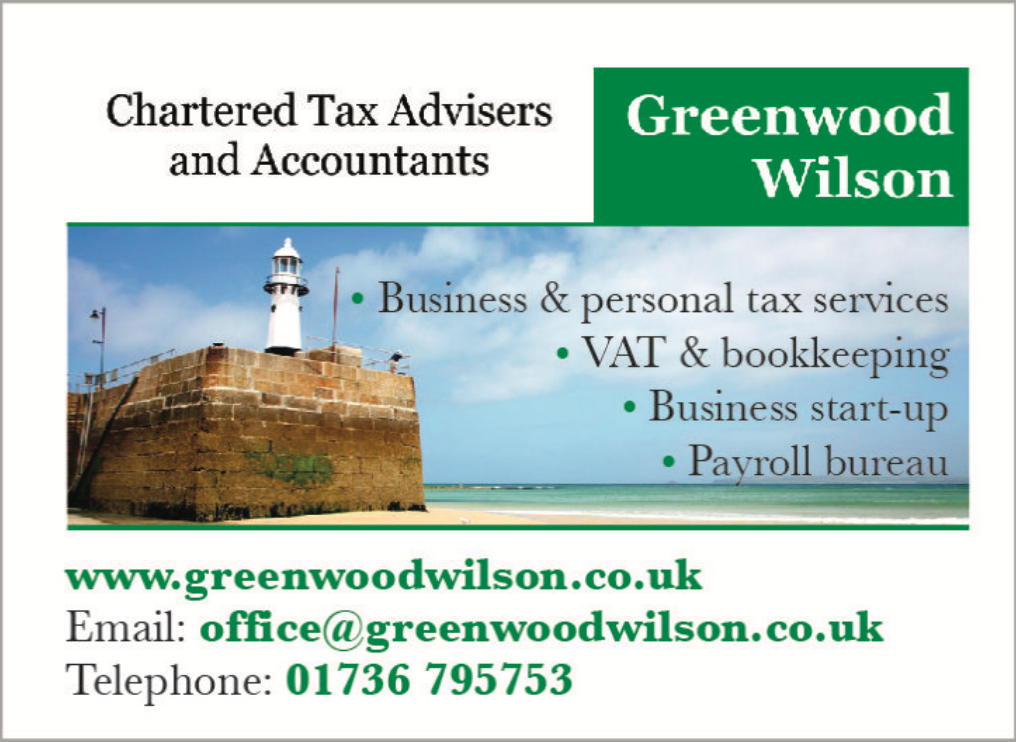 Chartered Tax Advisers
and Accountants
Greenwood
Wilson
• Business & personal tax services
• VAT & bookkeeping
• Business start-up
• Payroll bureau
www.greenwoodwilson.co.uk
Email: office@greenwoodwilson.co.uk
Telephone: 01736 795753